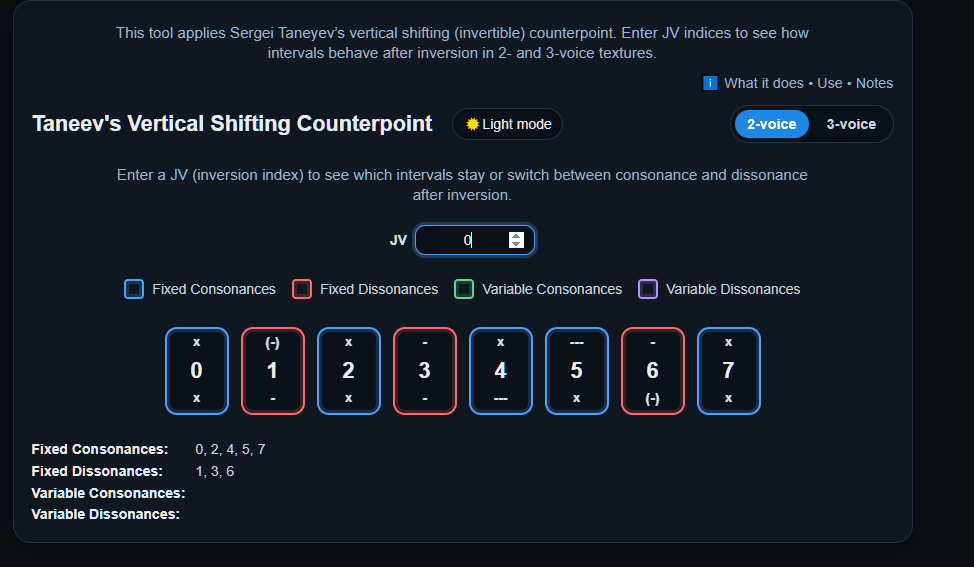 This tool applies Sergei Taneyev's vertical shifting (invertible) counterpoint. Enter JV indices to see how
intervals behave after inversion in 2- and 3-voice textures.
i What it does • Use • Notes
Taneev's Vertical Shifting Counterpoint
Light mode
2-voice 3-voice
Enter a JV (inversion index) to see which intervals stay or switch between consonance and dissonance
after inversion.
JV 0
Fixed Consonances Fixed Dissonances Variable Consonances Variable Dissonances
x (-) x - x --- - x
0 1 2 3 4 5 6 7
x - x - --- x (-) x
Fixed Consonances: 0, 2, 4, 5, 7
Fixed Dissonances: 1, 3, 6
Variable Consonances:
Variable Dissonances: